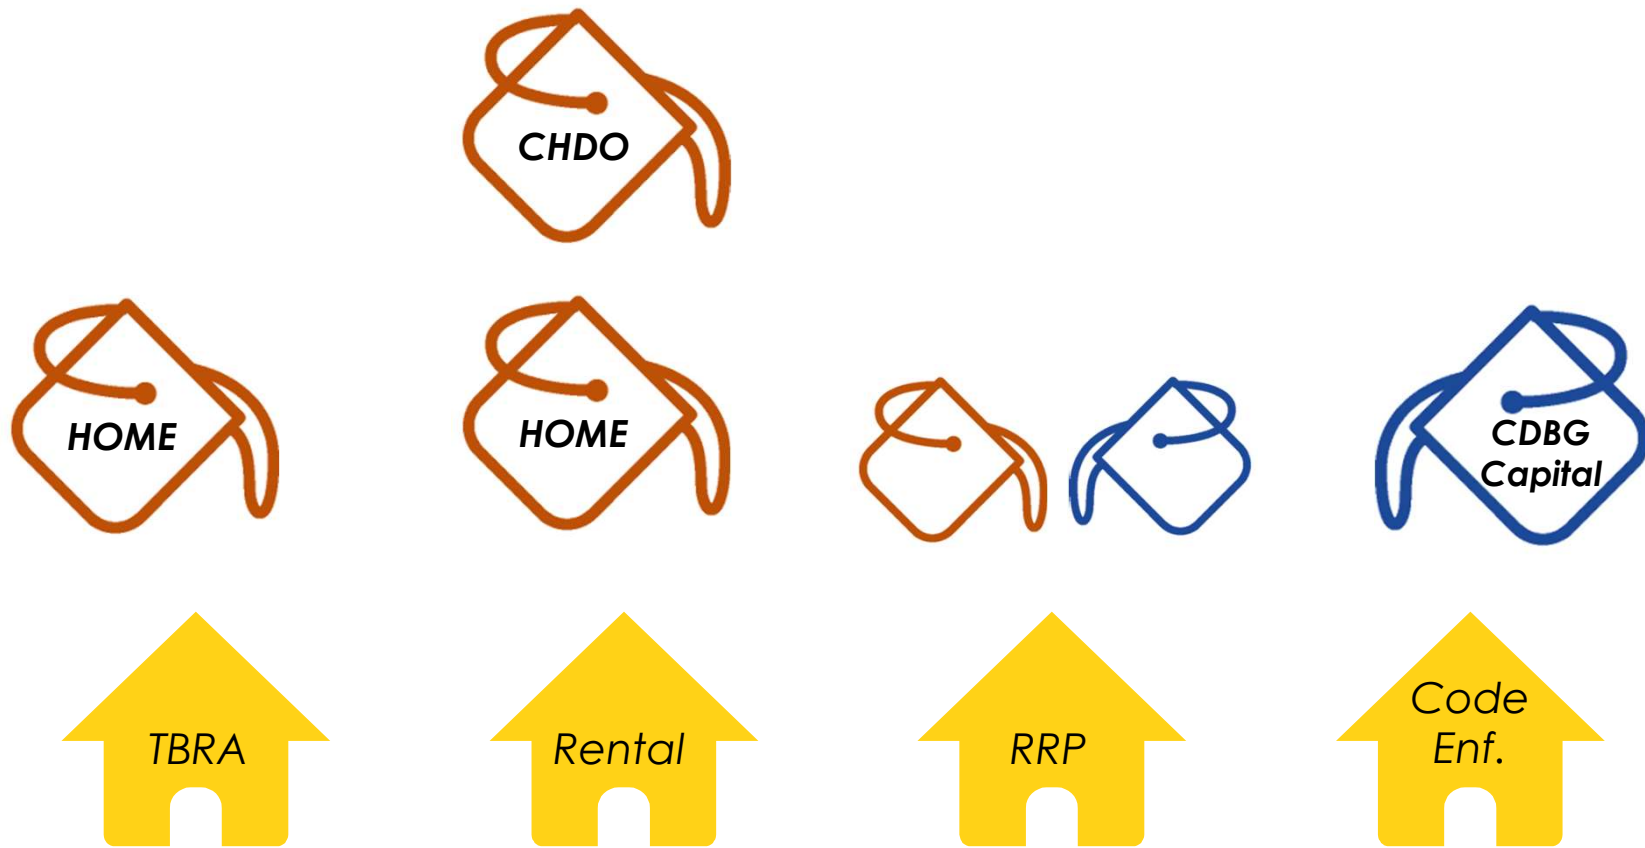 CHDO
HOME
HOME
CDBG
Capital
TBRA
Rental
RRP
Code
Enf.